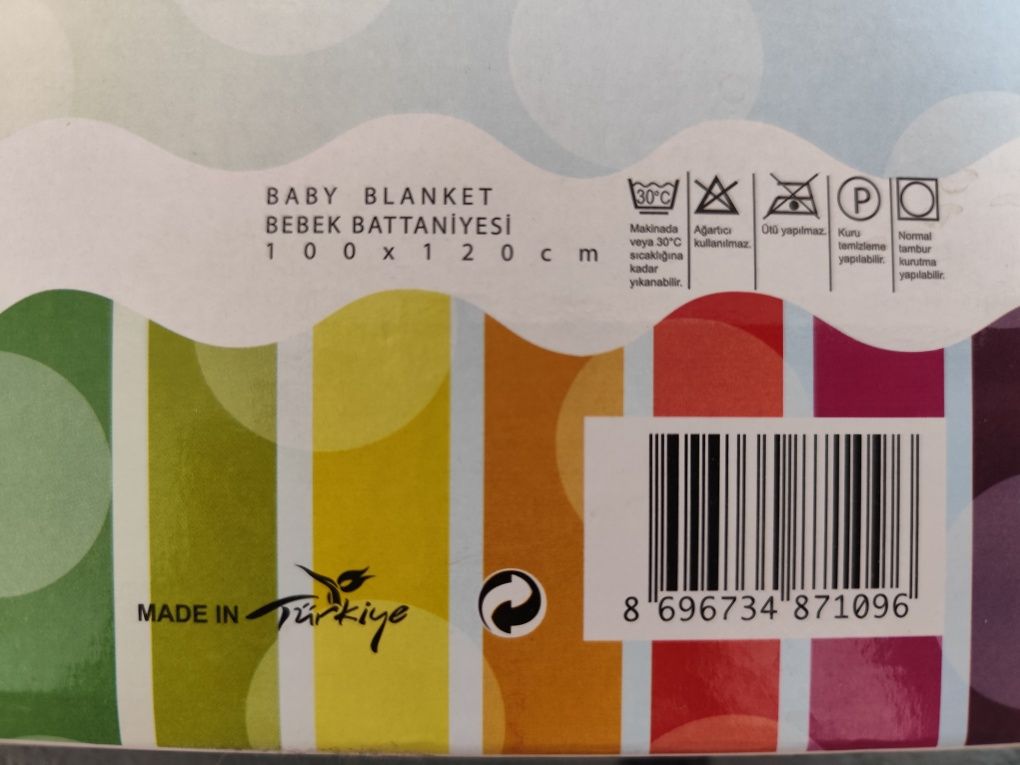 BABY BLANKET
BEBEK BATTANİYESİ
100x120cm
30°C
Makinada
veya 30°C
sıcaklığına
kadar
yıkanabilir.
Ağartıcı
kullanılmaz.
Ütü yapılmaz.
P
Kuru
temizleme
yapılabilir.
Normal
tambur
kurutma
yapılabilir.
MADE IN Türkiye
8 696734 871096